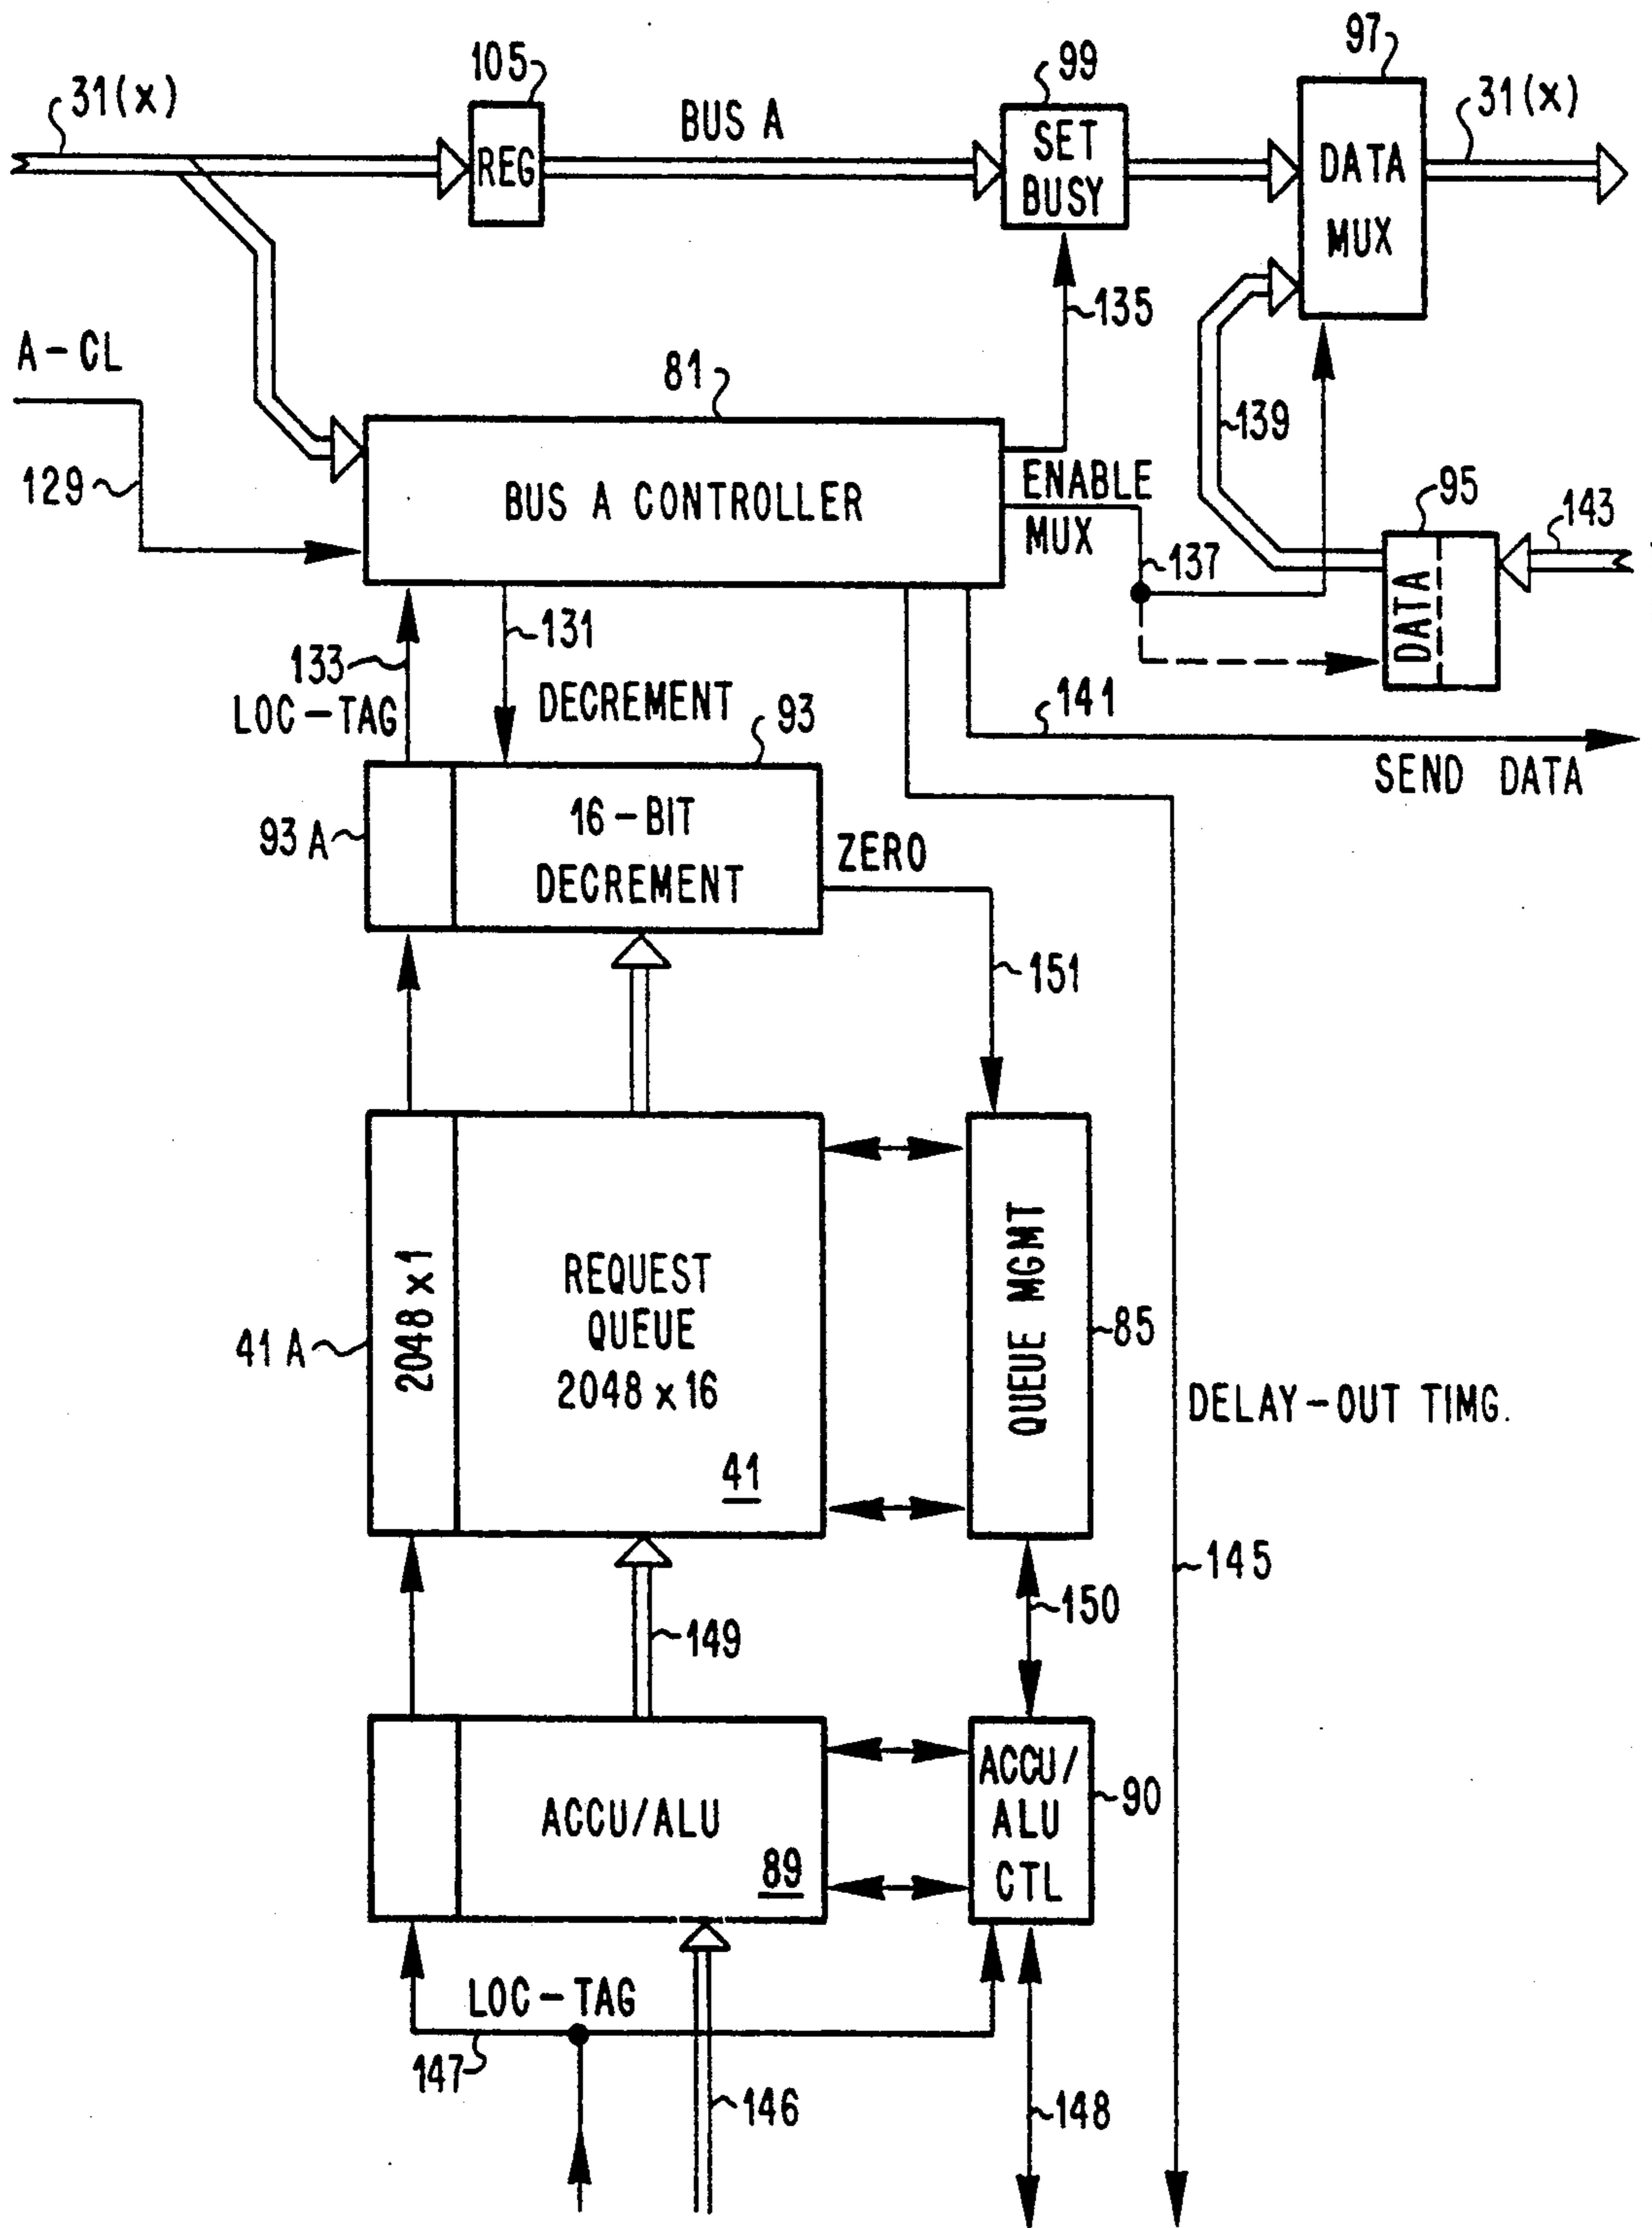 31(x)
105
REG
BUS A
99
SET
BUSY
97
DATA
MUX
31(x)
A-CL
129
81
BUS A CONTROLLER
135
ENABLE
MUX
137
139
95
DATA
143
133
LOC-TAG
131
DECREMENT
93
141
SEND DATA
93A
16-BIT
DECREMENT
ZERO
151
41A
2048 x 1
REQUEST
QUEUE
2048 x 16
41
QUEUE MGMT
85
DELAY-OUT TIMG.
145
149
150
ACCU/ALU
89
ACCU/
ALU
CTL
90
LOC-TAG
147
146
148